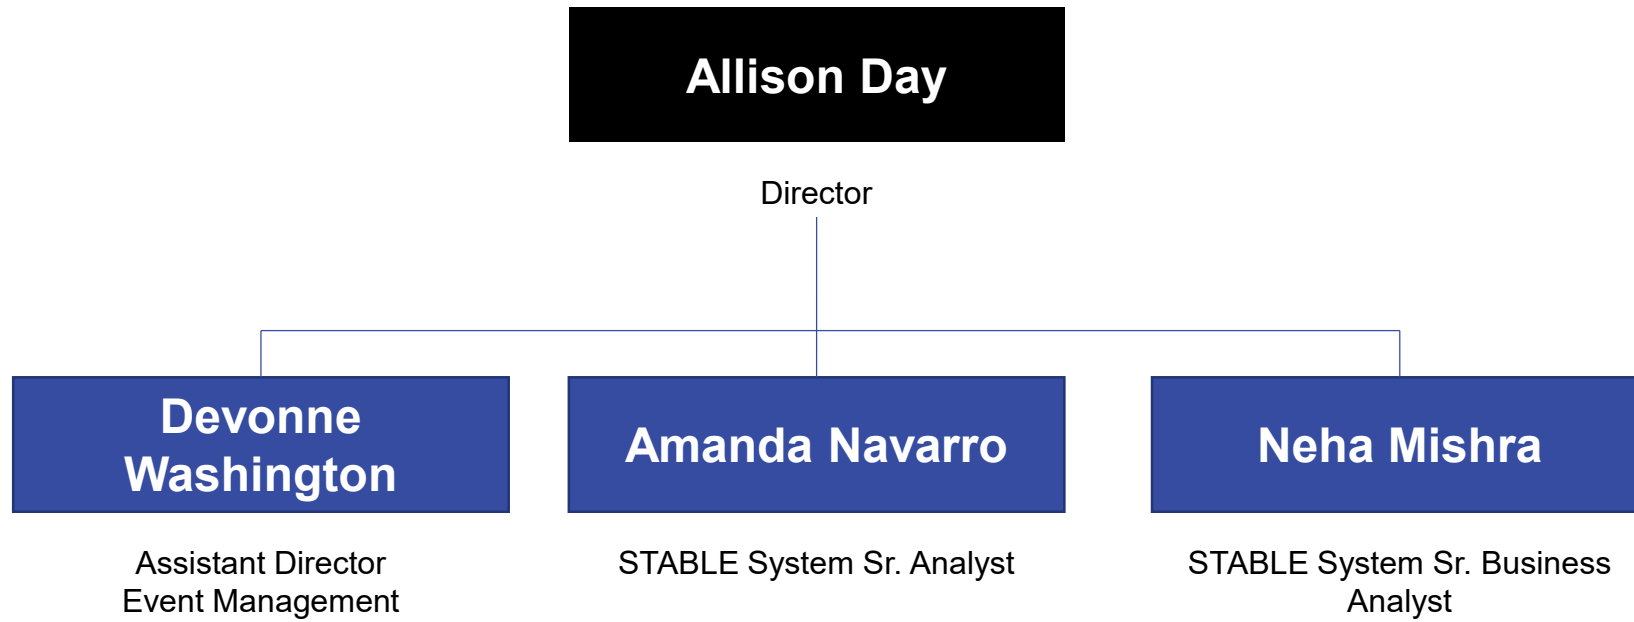 Allison Day
Director
Devonne
Washington
Amanda Navarro
Neha Mishra
Assistant Director
Event Management
STABLE System Sr. Analyst
STABLE System Sr. Business
Analyst